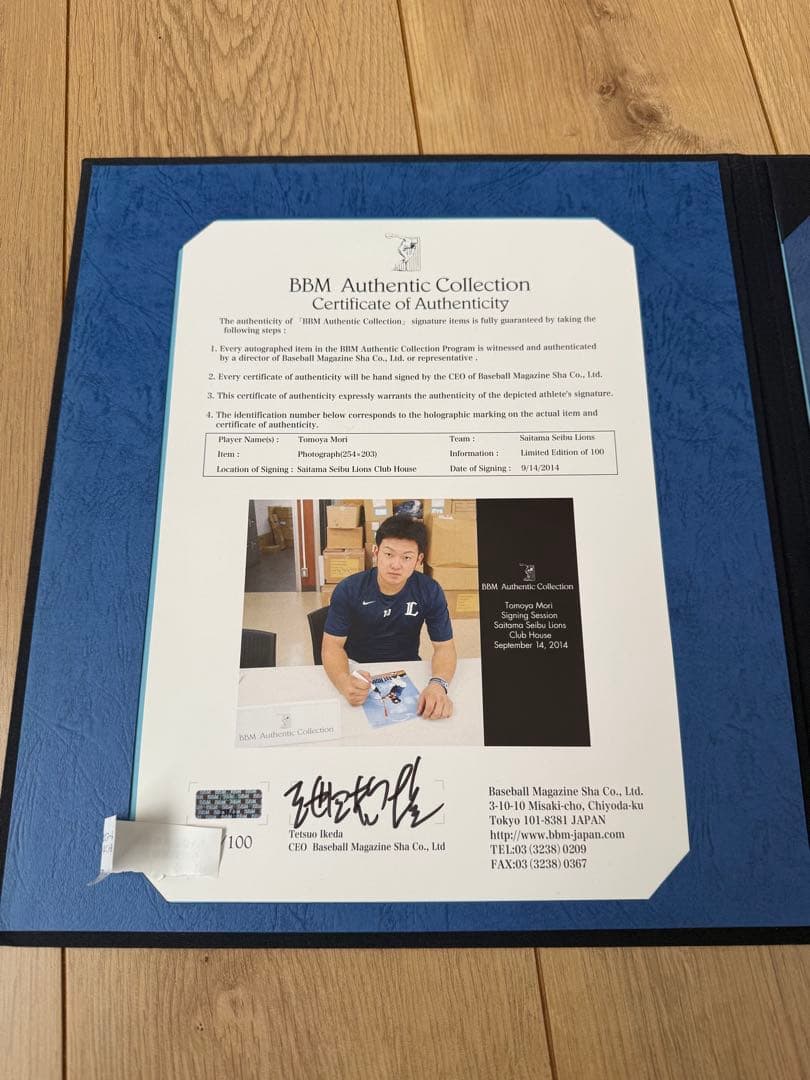 BBM Authentic Collection
Certificate of Authenticity
The authenticity of 「BBM Authentic Collection」 signature items is fully guaranteed by taking the
following steps :
1. Every autographed item in the BBM Authentic Collection Program is witnessed and authenticated
by a director of Baseball Magazine Sha Co., Ltd. or representative .
2. Every certificate of authenticity will be hand signed by the CEO of Baseball Magazine Sha Co., Ltd.
3. This certificate of authenticity expressly warrants the authenticity of the depicted athlete's signature.
4. The identification number below corresponds to the holographic marking on the actual item and
certificate of authenticity.
Player Name(s) : Tomoya Mori Team : Saitama Seibu Lions
Item : Photograph(254×203) Information : Limited Edition of 100
Location of Signing : Saitama Seibu Lions Club House Date of Signing : 9/14/2014
L
BBM Authentic Collection
Tomoya Mori
Signing Session
Saitama Seibu Lions
Club House
September 14, 2014
BBM Authentic Collection
/100
Tetsuo Ikeda
CEO Baseball Magazine Sha Co., Ltd
Baseball Magazine Sha Co., Ltd.
3-10-10 Misaki-cho, Chiyoda-ku
Tokyo 101-8381 JAPAN
http://www.bbm-japan.com
TEL:03 (3238) 0209
FAX:03 (3238) 0367